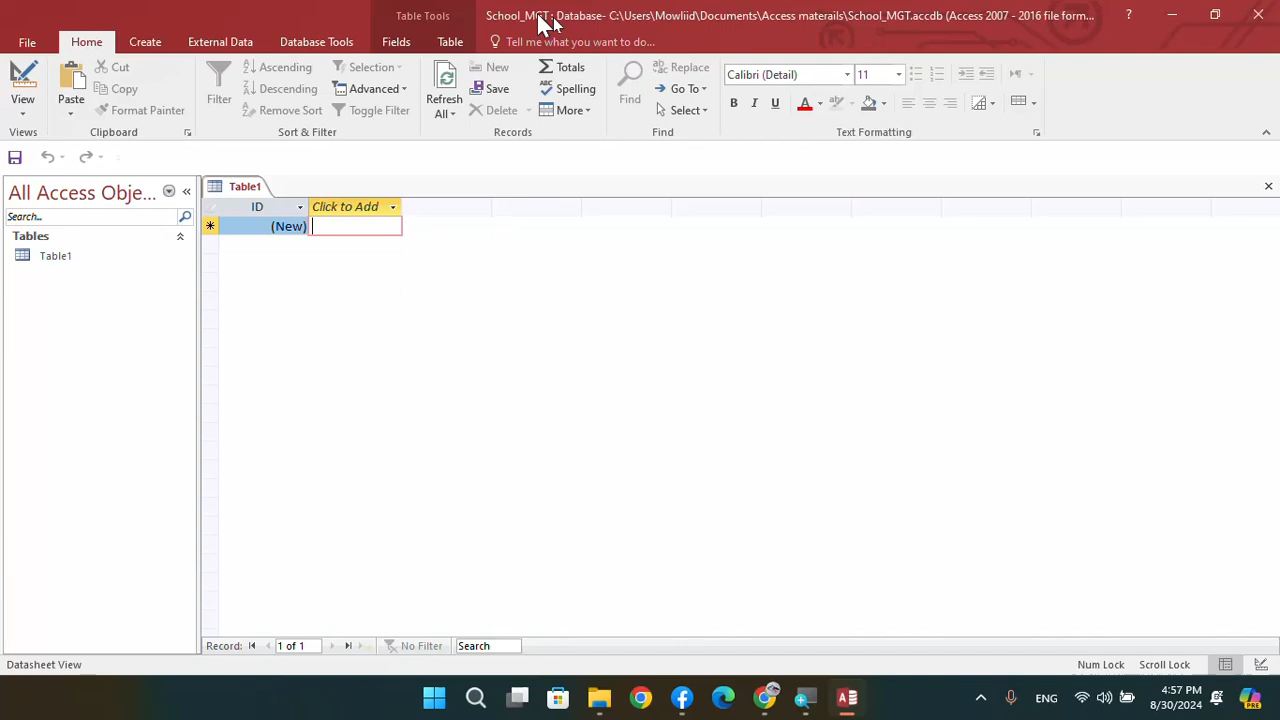 Table Tools
School_MGT : Database- C:\Users\Mowliid\Documents\Access materails\School_MGT.accdb (Access 2007 - 2016 file form...
?
File
Home
Create
External Data
Database Tools
Fields
Table
Tell me what you want to do...
View
Views
Paste
Cut
Copy
Format Painter
Clipboard
Filter
Ascending
Descending
Remove Sort
Selection
Advanced
Toggle Filter
Sort & Filter
Refresh
All
New
Save
Delete
Totals
Spelling
More
Records
Find
Replace
Go To
Select
Find
Calibri (Detail)
11
B I U
A
Text Formatting
All Access Obje...
Search..
Tables
Table1
Table1
ID
Click to Add
(New)
Record:
1 of 1
No Filter
Search
Datasheet View
Num Lock
Scroll Lock
ENG
4:57 PM
8/30/2024
PRE